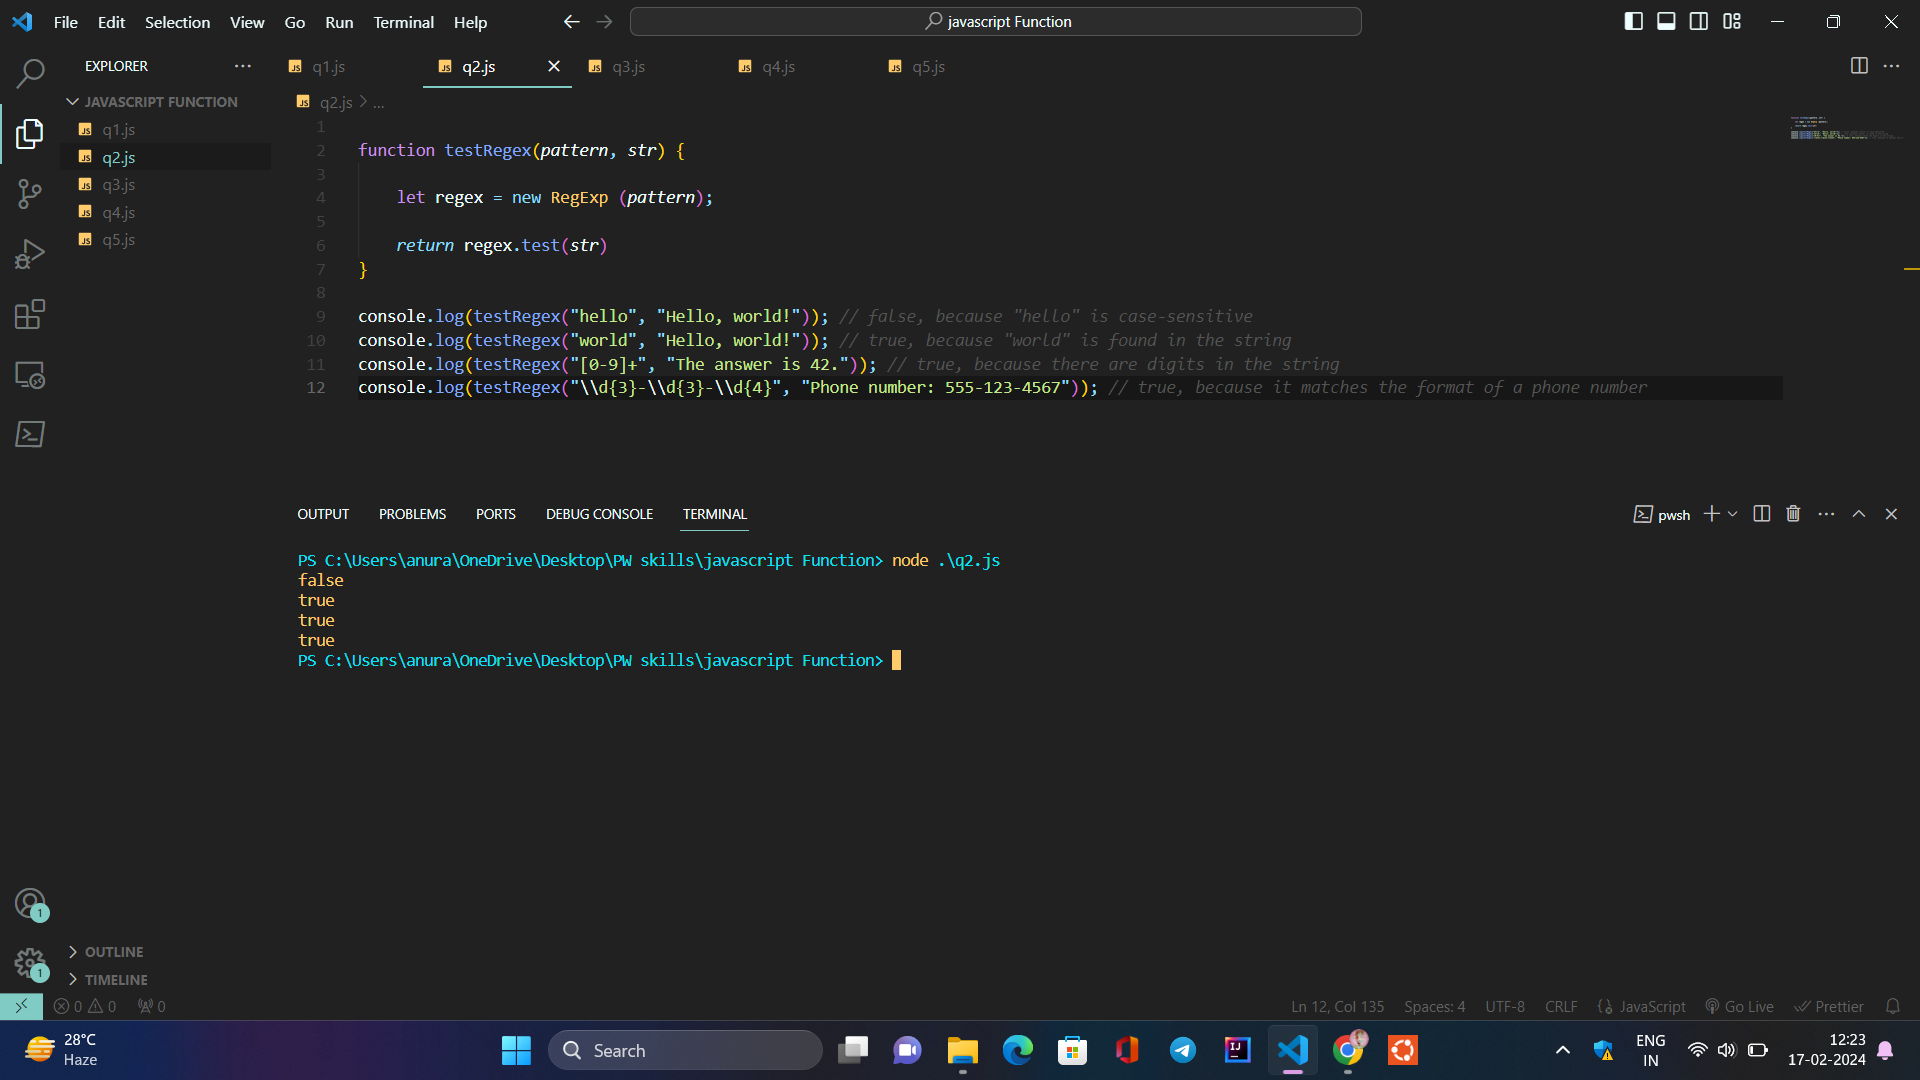 File Edit Selection View Go Run Terminal Help
javascript Function
EXPLORER
q1.js
q2.js
q3.js
q4.js
q5.js
JAVASCRIPT FUNCTION
q1.js
q2.js
q3.js
q4.js
q5.js
OUTLINE
TIMELINE
q2.js > ...
1
2 function testRegex(pattern, str) {
3
4 let regex = new RegExp (pattern);
5
6 return regex.test(str)
7 }
8
9 console.log(testRegex("hello", "Hello, world!")); // false, because "hello" is case-sensitive
10 console.log(testRegex("world", "Hello, world!")); // true, because "world" is found in the string
11 console.log(testRegex("[0-9]+", "The answer is 42.")); // true, because there are digits in the string
12 console.log(testRegex("\\d{3}-\\d{3}-\\d{4}", "Phone number: 555-123-4567")); // true, because it matches the format of a phone number
OUTPUT PROBLEMS PORTS DEBUG CONSOLE TERMINAL
pwsh
PS C:\Users\anura\OneDrive\Desktop\PW skills\javascript Function> node .\q2.js
false
true
true
true
PS C:\Users\anura\OneDrive\Desktop\PW skills\javascript Function>
1
1
0 0 0
Ln 12, Col 135 Spaces: 4 UTF-8 CRLF JavaScript Go Live Prettier
28°C
Haze
Search
ENG
IN
12:23
17-02-2024